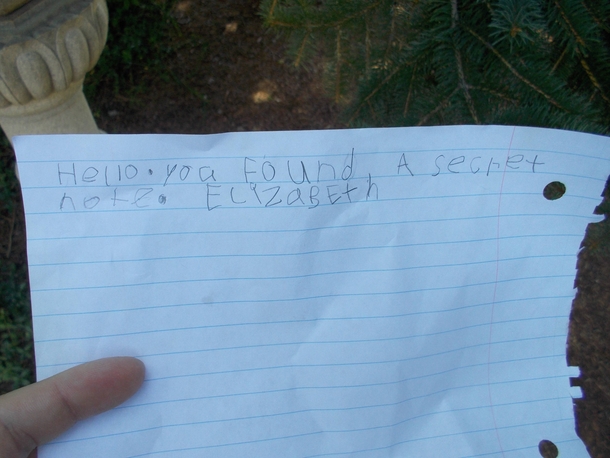 Hello. you Found A secret
note. ELIZaBEth